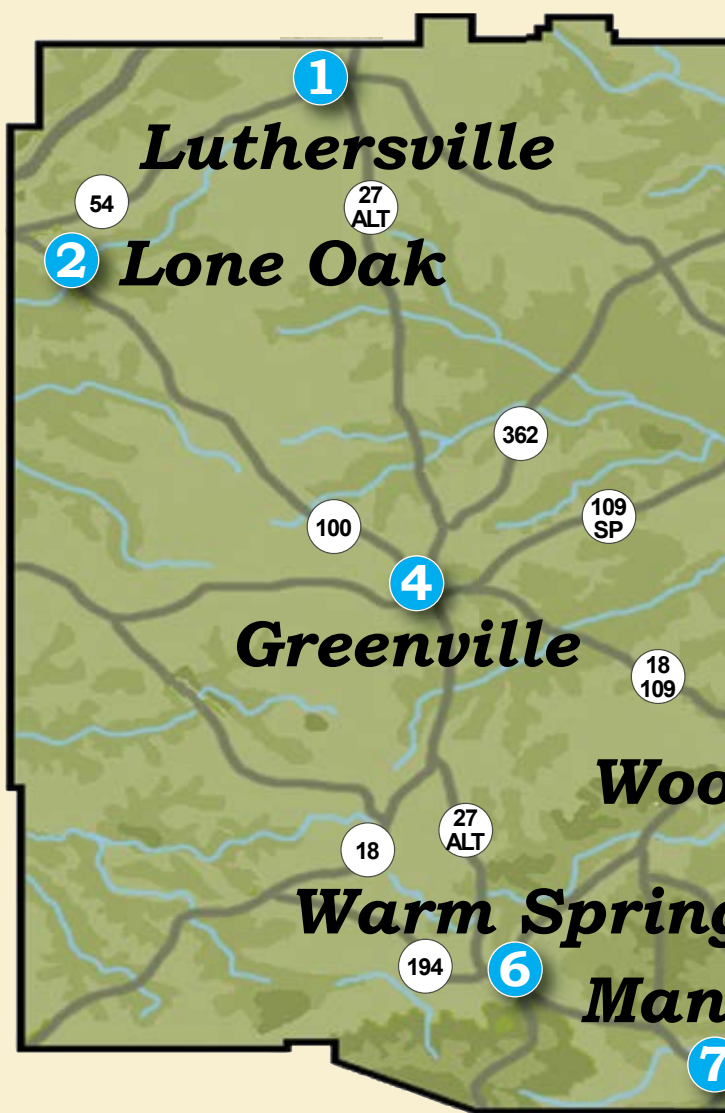 1
Luthersville
54
27
ALT
2
Lone Oak
362
109
SP
100
4
Greenville
18
109
Woo
27
ALT
18
Warm Spring
194
6
Man
7